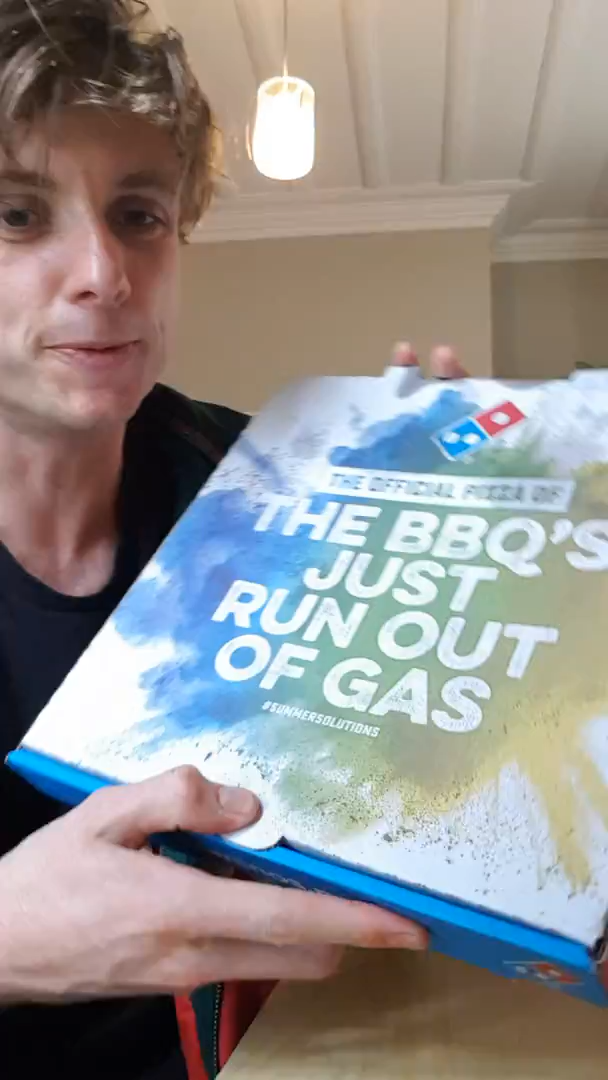 THE OFFICIAL PIZZA OF
THE BBQ'S
JUST
RUN OUT
OF GAS
#SUMMERSOLUTIONS